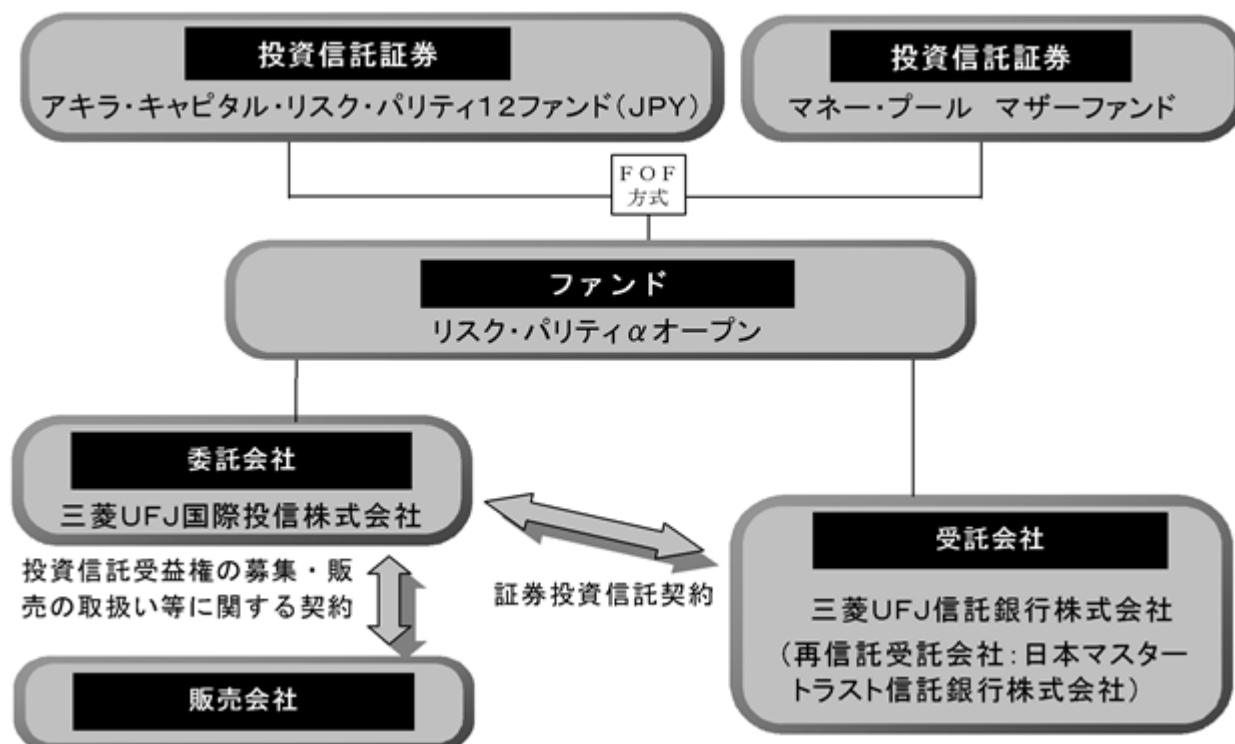 投資信託証券
アキラ・キャピタル・リスク・パリティ12ファンド(JPY)
投資信託証券
マネー・プール マザーファンド
FOF
方式
ファンド
リスク・パリティαオープン
委託会社
三菱UFJ国際投信株式会社
投資信託受益権の募集・販
売の取扱い等に関する契約
証券投資信託契約
受託会社
三菱UFJ信託銀行株式会社
(再信託受託会社:日本マスター
トラスト信託銀行株式会社)
販売会社